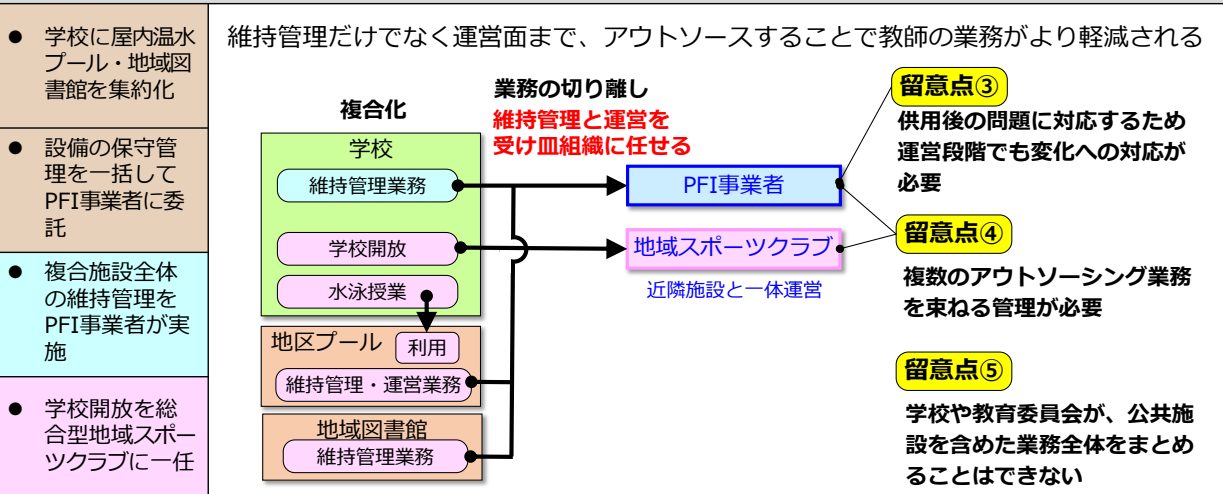 ● 学校に屋内温水
プール・地域図
書館を集約化
● 設備の保守管
理を一括して
PFI事業者に委
託
● 複合施設全体
の維持管理を
PFI事業者が実
施
● 学校開放を総
合型地域スポー
ツクラブに一任
維持管理だけでなく運営面まで、アウトソースすることで教師の業務がより軽減される
複合化
学校
維持管理業務
学校開放
水泳授業
地区プール
利用
維持管理・運営業務
地域図書館
維持管理業務
業務の切り離し
維持管理と運営を
受け皿組織に任せる
PFI事業者
地域スポーツクラブ
近隣施設と一体運営
留意点③
供用後の問題に対応するため
運営段階でも変化への対応が
必要
留意点④
複数のアウトソーシング業務
を束ねる管理が必要
留意点⑤
学校や教育委員会が、公共施
設を含めた業務全体をまとめ
ることはできない